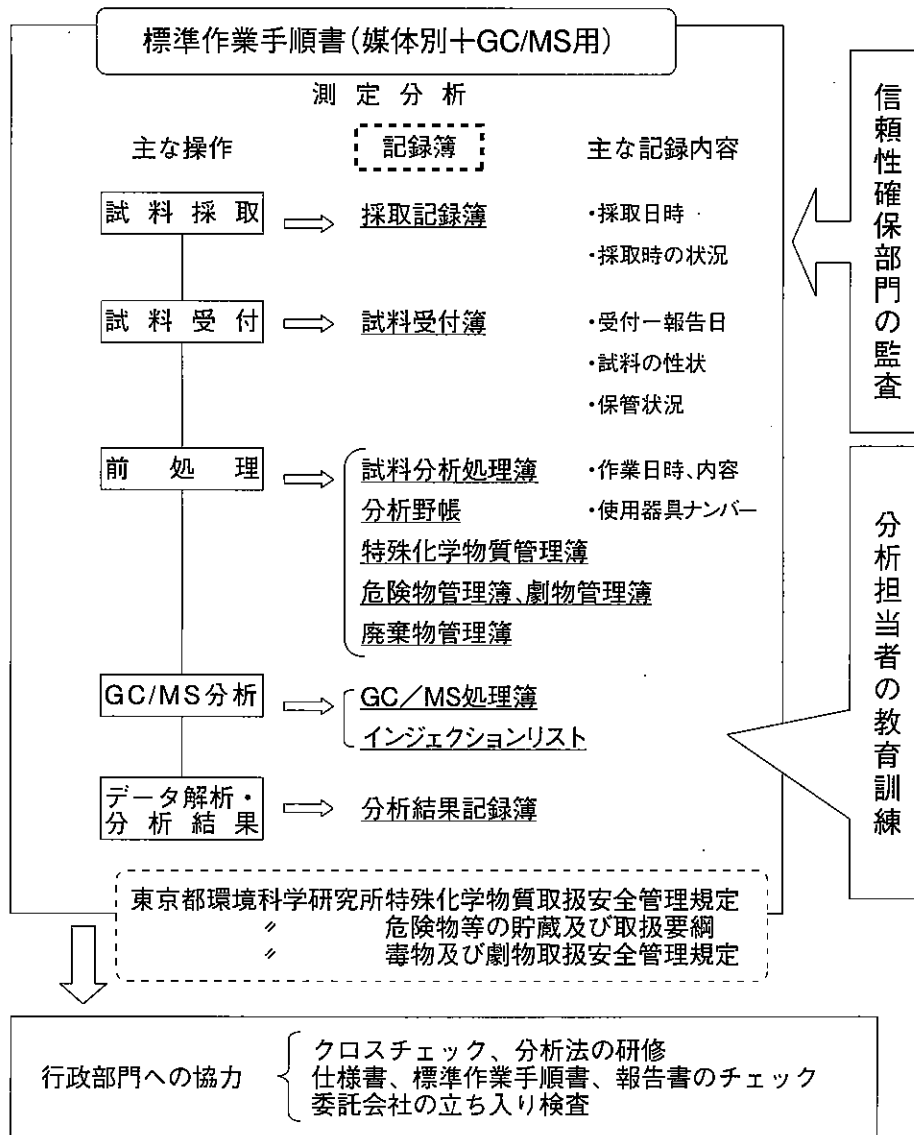 標準作業手順書(媒体別+GC/MS用)
測定分析
主な操作 記録簿 主な記録内容
試料採取 採取記録簿 ・採取日時
・採取時の状況
試料受付 試料受付簿 ・受付ー報告日
・試料の性状
・保管状況
前処理 試料分析処理簿 ・作業日時、内容
分析野帳 ・使用器具ナンバー
特殊化学物質管理簿
危険物管理簿、劇物管理簿
廃棄物管理簿
GC/MS分析 GC/MS処理簿
インジェクションリスト
データ解析・
分析結果 分析結果記録簿
東京都環境科学研究所特殊化学物質取扱安全管理規定
〃 危険物等の貯蔵及び取扱要綱
〃 毒物及び劇物取扱安全管理規定
信頼性確保部門の監査
分析担当者の教育訓練
行政部門への協力
クロスチェック、分析法の研修
仕様書、標準作業手順書、報告書のチェック
委託会社の立ち入り検査